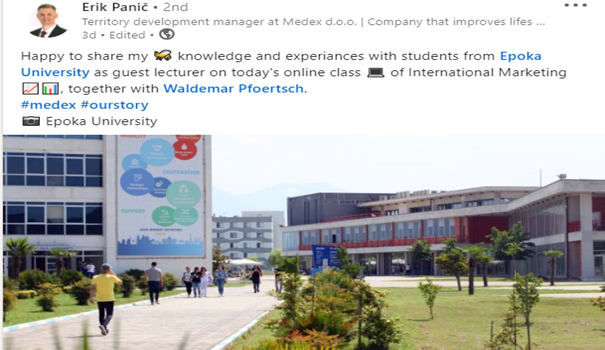 Erik Panič • 2nd
Territory development manager at Medex d.o.o. | Company that improves lifes ...
3d • Edited •
Happy to share my 🐝 knowledge and experiances with students from Epoka
University as guest lecturer on today's online class 💻 of International Marketing
📈📊, together with Waldemar Pfoertsch.
#medex #ourstory
📷 Epoka University
SUPPORT